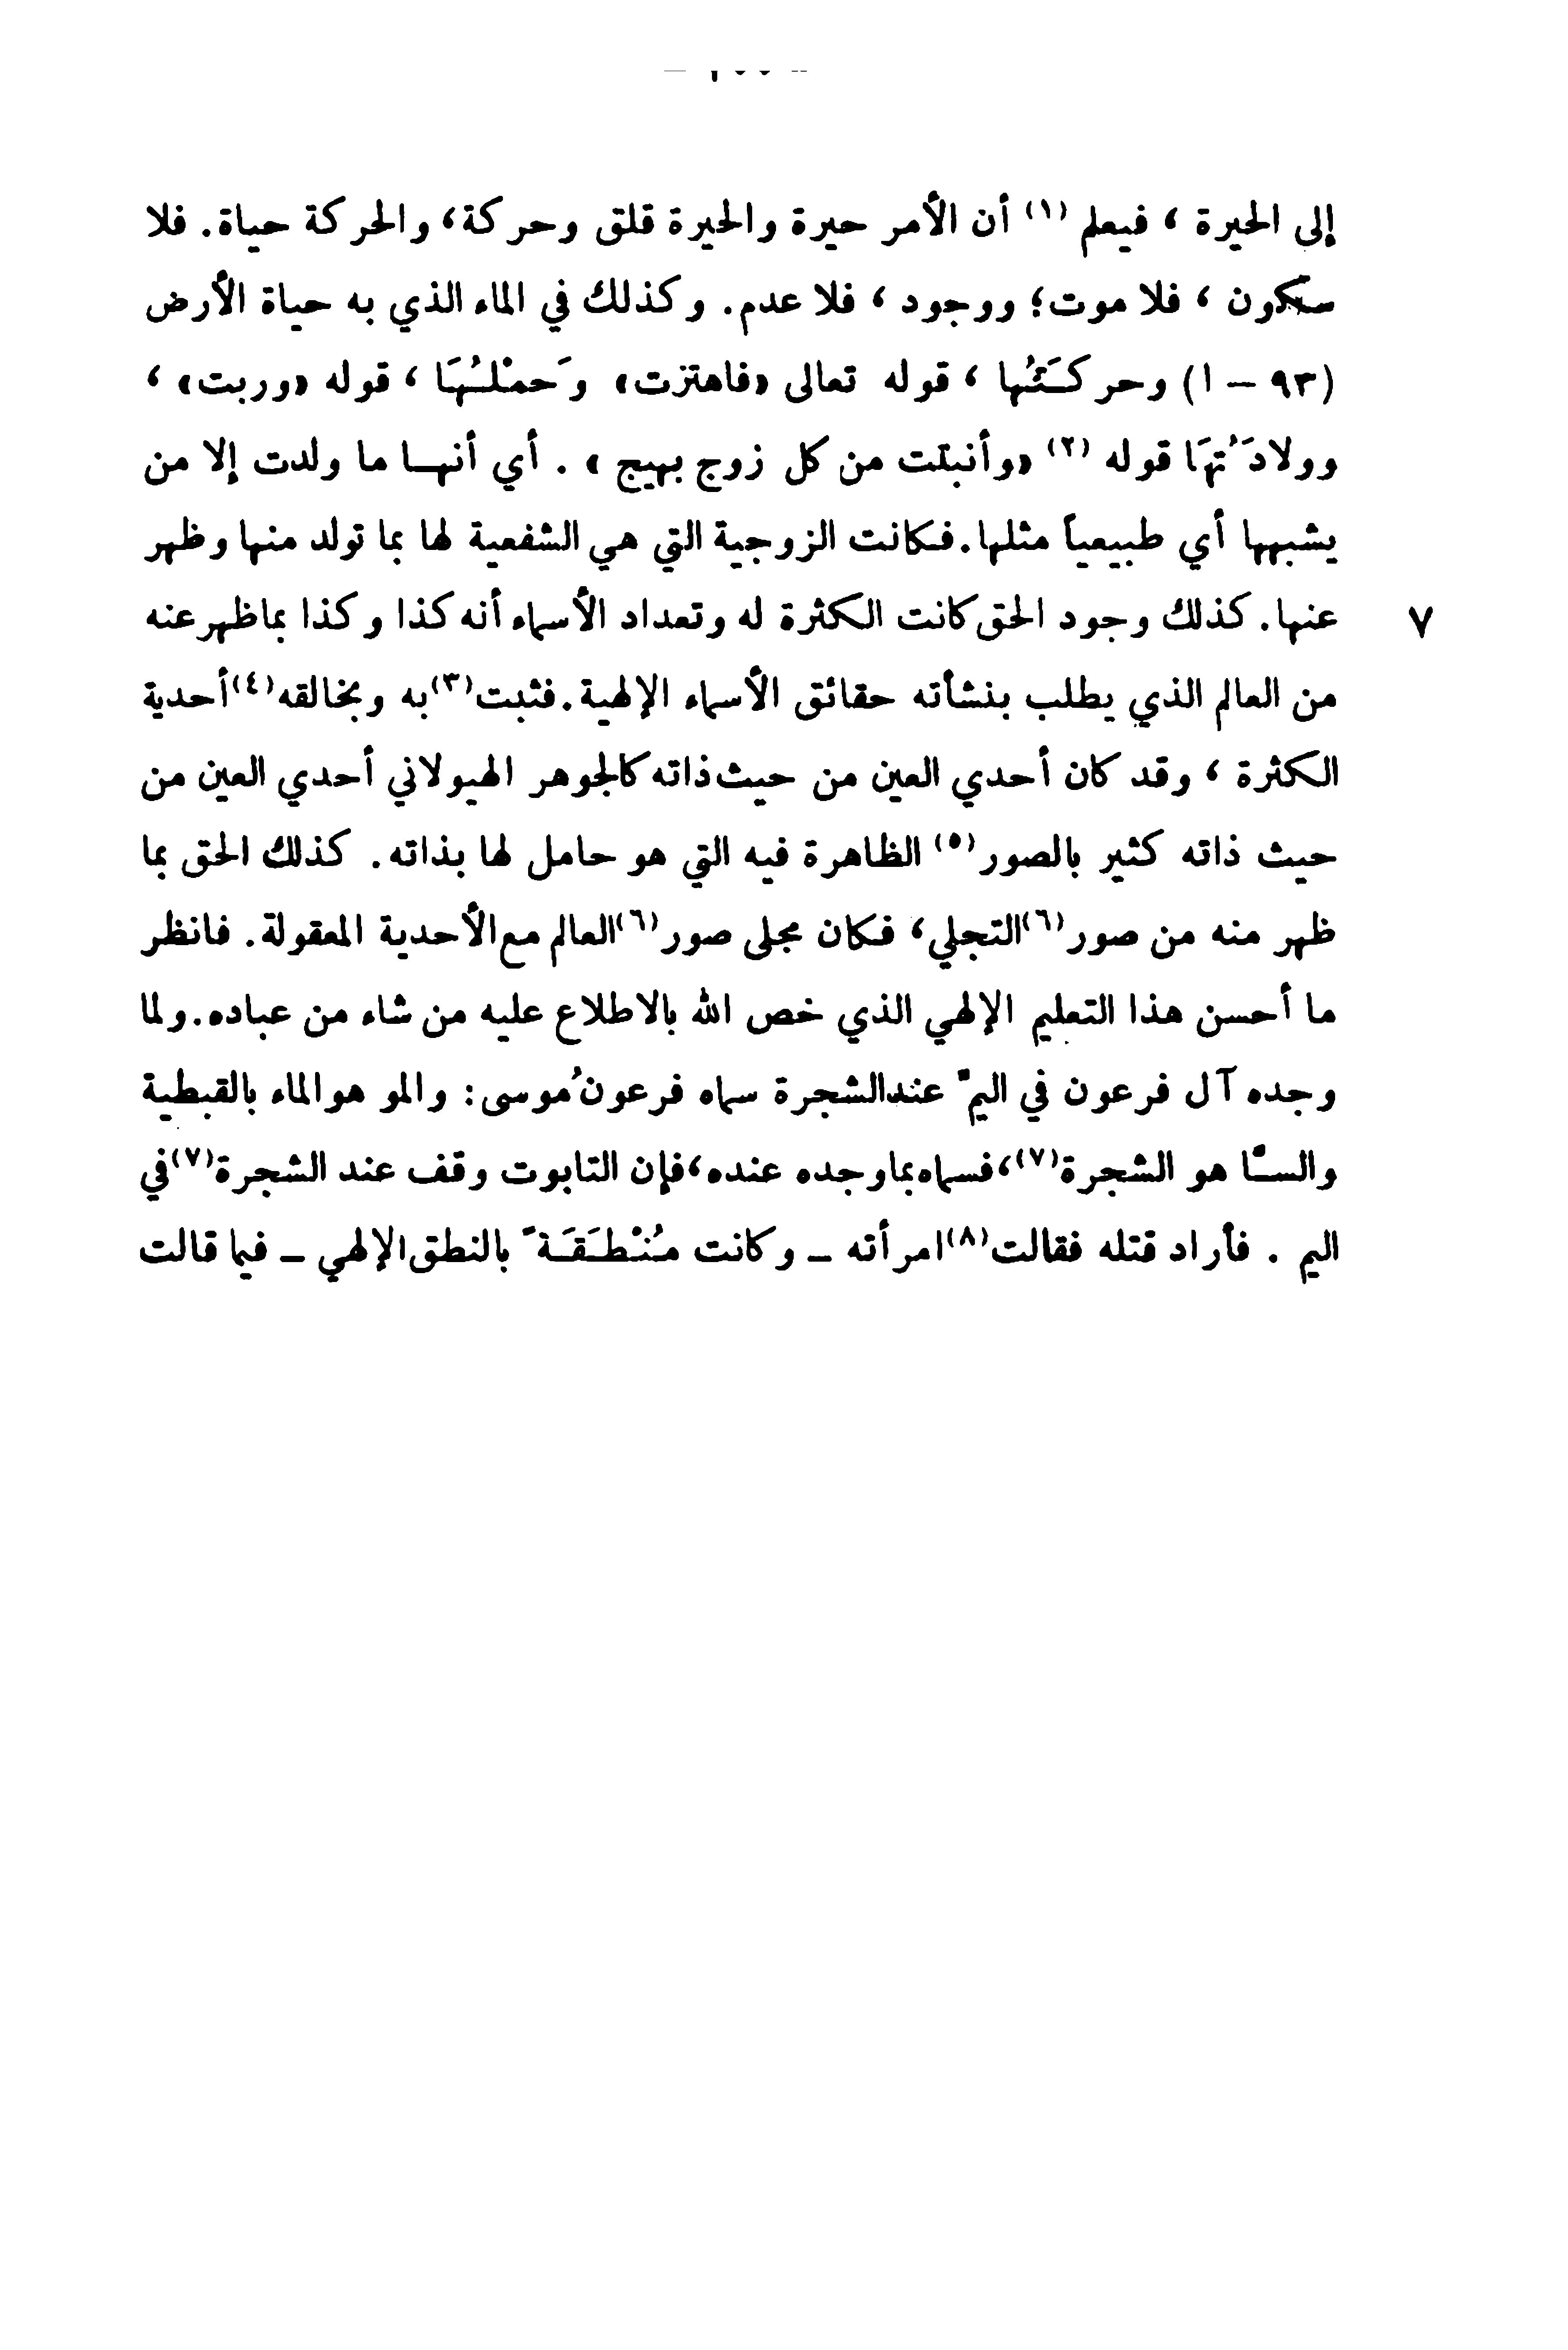 إلى الحيرة ، فيعلم (١) أن الأمر حيرة والحيرة قلق وحركة، والحركة حياة. فلا
سكون ، فلا موت؛ ووجود ، فلا عدم. وكذلك في الماء الذي به حياة الأرض
(٩٣ – ١) وحركَتُها ، قوله تعالى «فاهتزت» وَحمْلُهَا ، قوله «وربت» ،
وولادَتُهَا قوله (٢) «وأنبتت من كل زوج بهيج » . أي أنهـا ما ولدت إلا من
يشبهها أي طبيعياً مثلها. فكانت الزوجية التي هي الشفعية لها بما تولد منها وظهر
عنها. كذلك وجود الحق كانت الكثرة له وتعداد الأسماء أنه كذا وكذا بما ظهر عنه
٧
من العالم الذي يطلب بنشأته حقائق الأسماء الإلهية. فثبت(٣) به وبخالقه(٤) أحدية
الكثرة ، وقد كان أحدي العين من حيث ذاته كالجوهر الهيولاني أحدي العين من
حيث ذاته كثير بالصور(٥) الظاهرة فيه التي هو حامل لها بذاته. كذلك الحق بما
ظهر منه من صور(٦) التجلي، فكان مجلى صور(٦) العالم مع الأحدية المعقولة. فانظر
ما أحسن هذا التعليم الإلهي الذي خص الله بالاطلاع عليه من شاء من عباده. ولما
وجده آل فرعون في اليمّ عند الشجرة سماه فرعون مُوسى: والمو هو الماء بالقبطية
والسـّا هو الشجرة(٧)، فسماه بما وجده عنده، فإن التابوت وقف عند الشجرة(٧) في
اليم . فأراد قتله فقالت(٨) امرأته – وكانت مُنْطَقَةً بالنطق الإلهي – فيما قالت